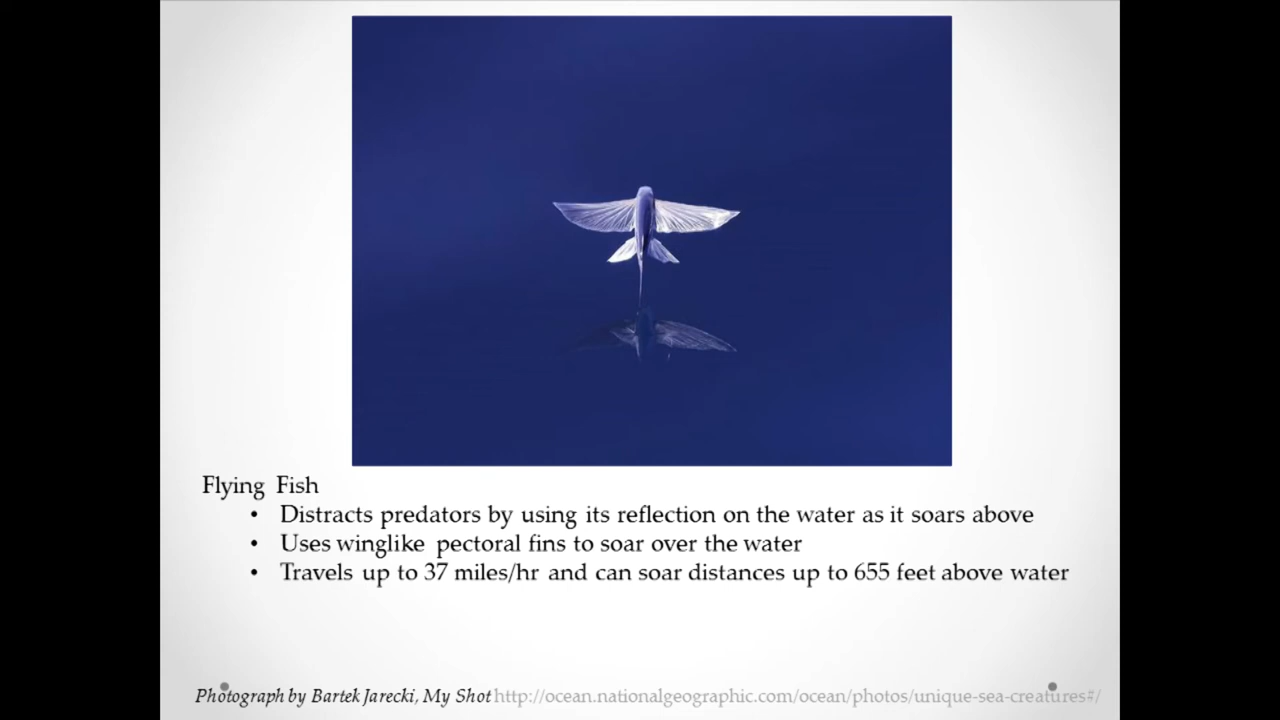 Flying Fish
• Distracts predators by using its reflection on the water as it soars above
• Uses winglike pectoral fins to soar over the water
• Travels up to 37 miles/hr and can soar distances up to 655 feet above water
Photograph by Bartek Jarecki, My Shot http://ocean.nationalgeographic.com/ocean/photos/unique-sea-creatures#/